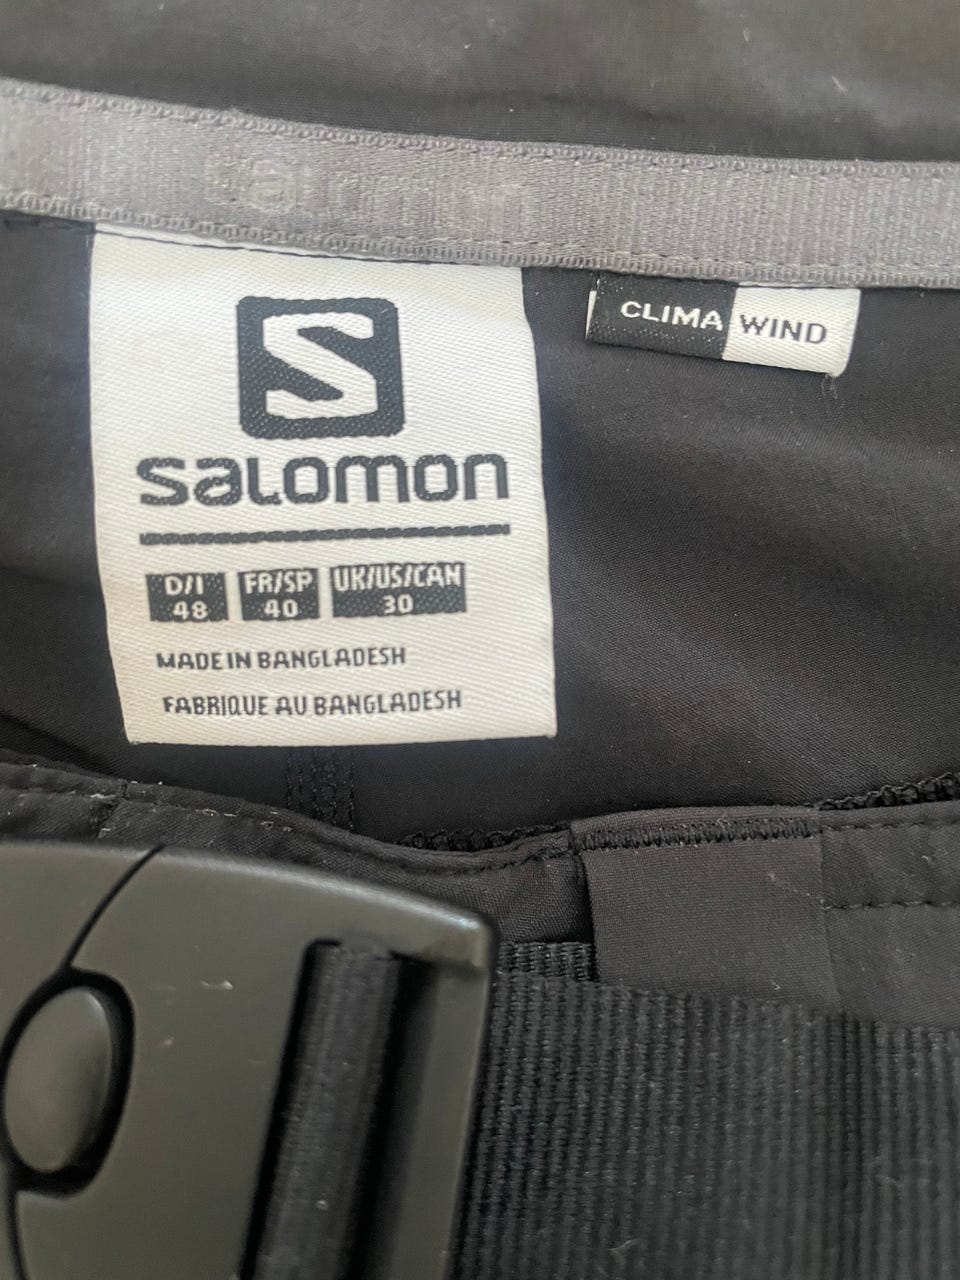 S
salomon
D/I FR/SP UK/US/CAN
48 40 30
MADE IN BANGLADESH
FABRIQUE AU BANGLADESH
CLIMA WIND